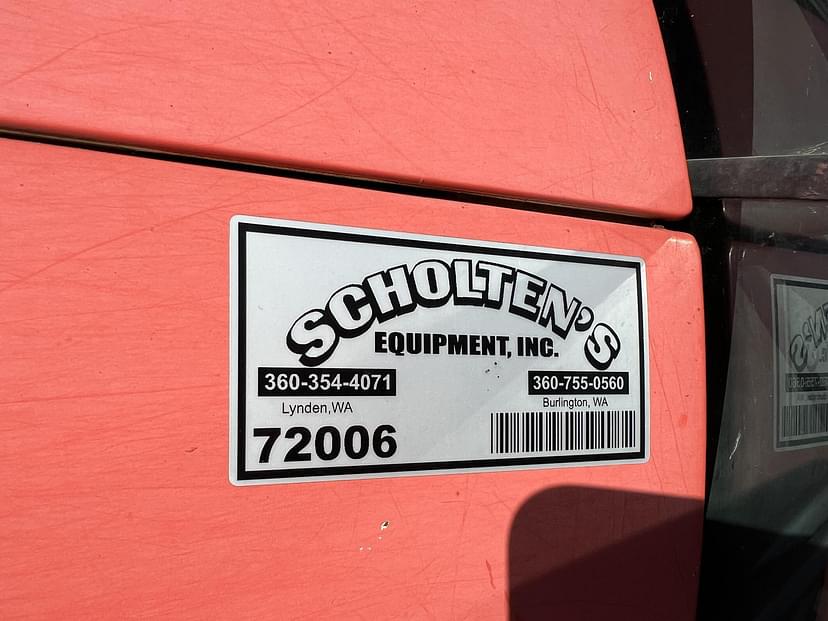 SCHOLTEN'S
EQUIPMENT, INC.
360-354-4071 360-755-0560
Lynden,WA Burlington, WA
72006